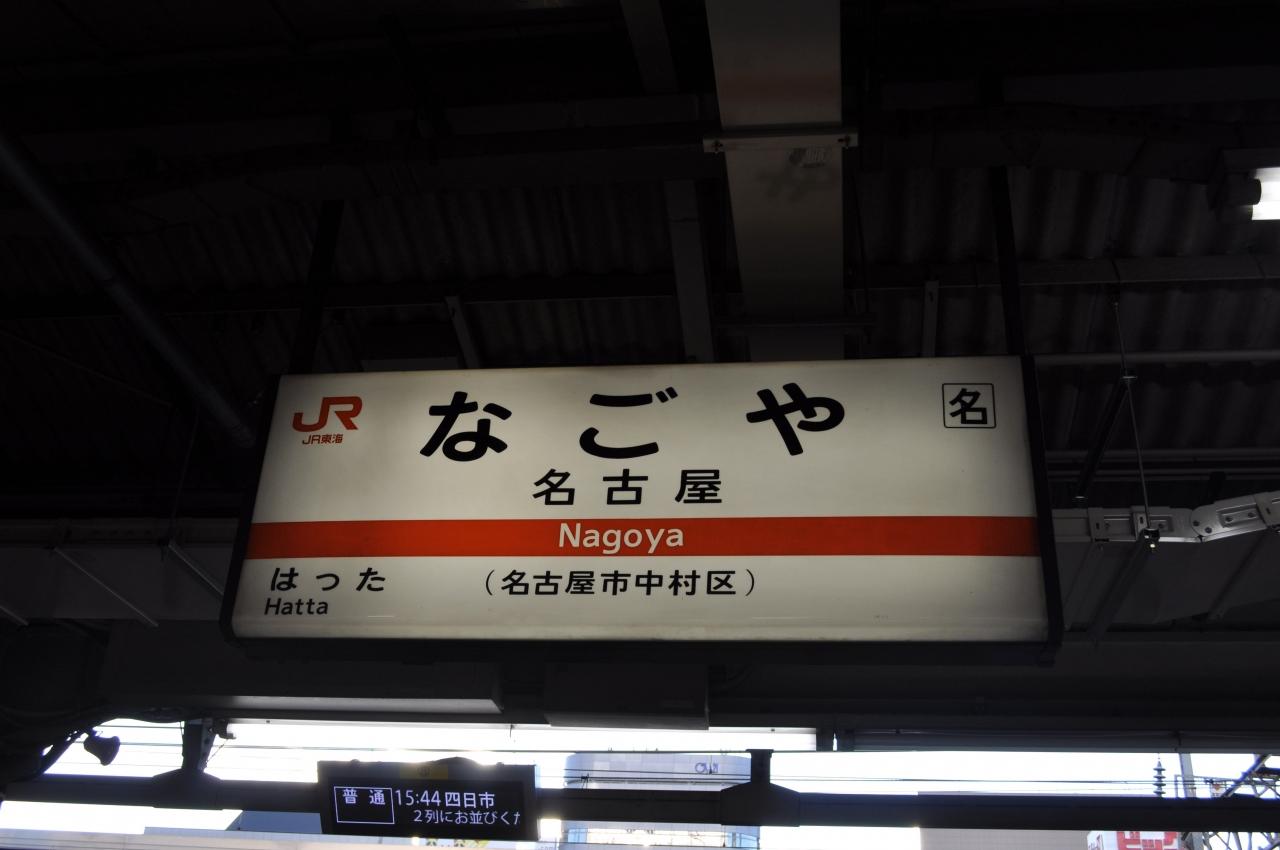 JR
JR東海
なごや
名
名古屋
Nagoya
はった
Hatta
(名古屋市中村区)
普通 15:44 四日市
2列にお並びくだ